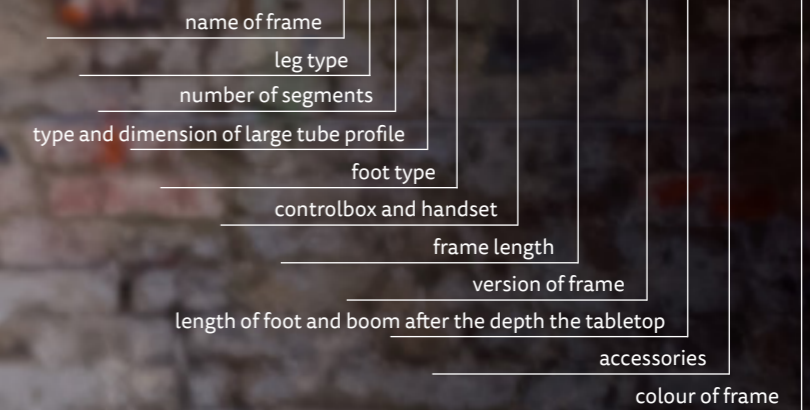 name of frame
leg type
number of segments
type and dimension of large tube profile
foot type
controlbox and handset
frame length
version of frame
length of foot and boom after the depth the tabletop
accessories
colour of frame